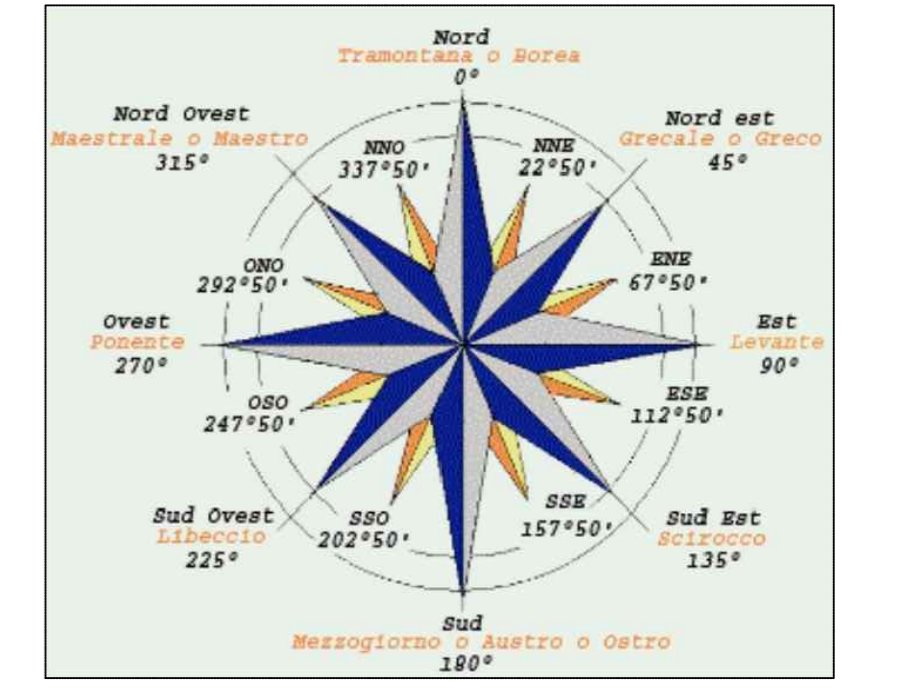 Nord
Tramontana o Borea
0°
Nord Ovest
Maestrale o Maestro
315°
Nord est
Grecale o Greco
45°
NNO
337°50'
NNE
22°50'
ONO
292°50'
ENE
67°50'
Ovest
Ponente
270°
Est
Levante
90°
OSO
247°50'
ESE
112°50'
Sud Ovest
Libeccio
225°
SSO
202°50'
SSE
157°50'
Sud Est
Scirocco
135°
Sud
Mezzogiorno o Austro o Ostro
180°